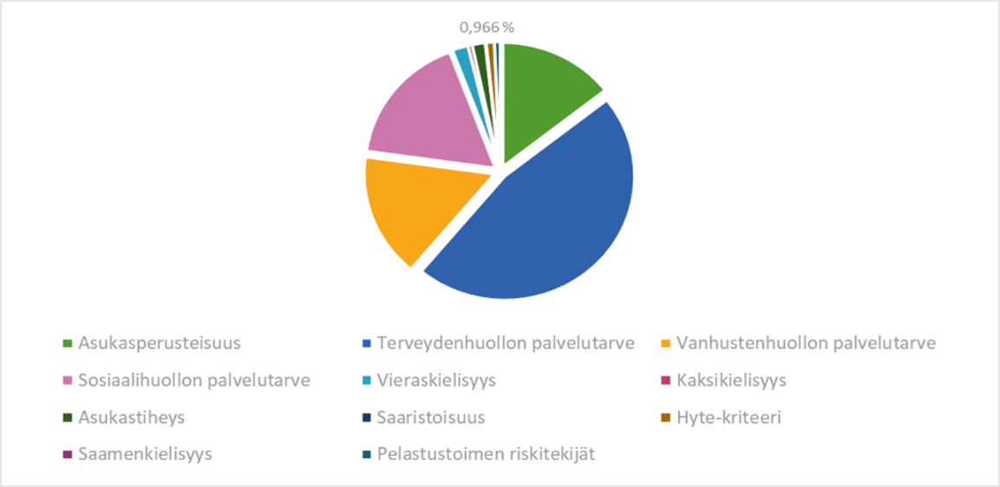 0,966 %
Asukasperusteisuus Terveydenhuollon palvelutarve Vanhustenhuollon palvelutarve
Sosiaalihuollon palvelutarve Vieraskielisyys Kaksikielisyys
Asukastiheys Saaristoisuus Hyte-kriteeri
Saamenkielisyys Pelastustoimen riskitekijät